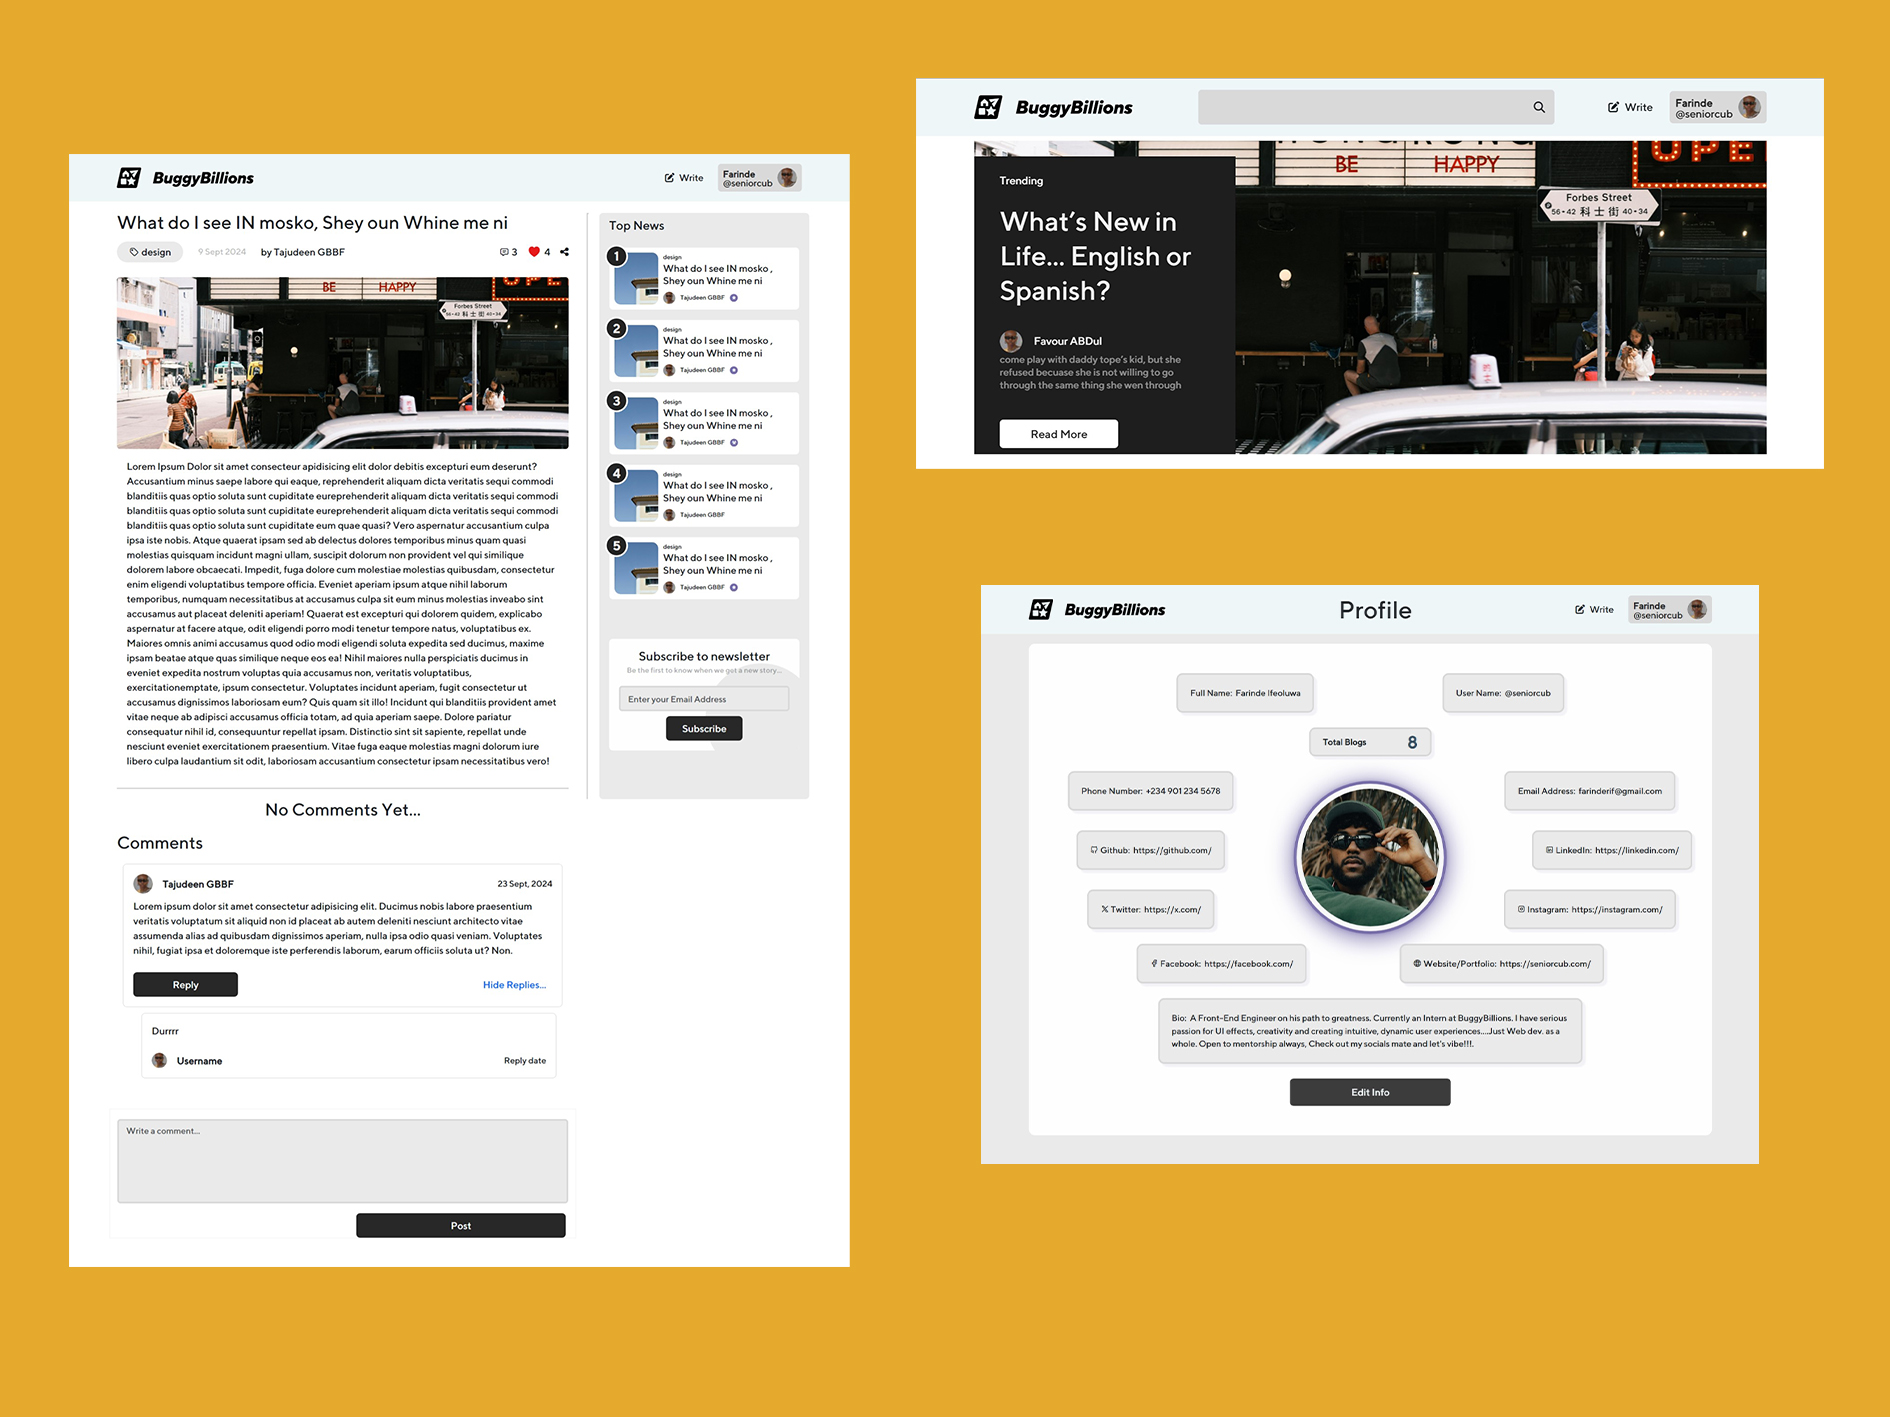 BuggyBillions
Write
Farinde
@seniorcub
What do I see IN mosko, Shey oun Whine me ni
design
9 Sept 2024
by Tajudeen GBBF
3
4
BE HAPPY
OPE
Forbes Street
56-42 科士街 40-34
Lorem Ipsum Dolor sit amet consecteur apidisicing elit dolor debitis excepturi eum deserunt?
Accusantium minus saepe labore qui eaque, reprehenderit aliquam dicta veritatis sequi commodi
blanditiis quas optio soluta sunt cupiditate eureprehenderit aliquam dicta veritatis sequi commodi
blanditiis quas optio soluta sunt cupiditate eureprehenderit aliquam dicta veritatis sequi commodi
blanditiis quas optio soluta sunt cupiditate eum quae quasi? Vero aspernatur accusantium culpa
ipsa iste nobis. Atque quaerat ipsam sed ab delectus dolores temporibus minus quam quasi
molestias quisquam incidunt magni ullam, suscipit dolorum non provident vel qui similique
dolorem labore obcaecati. Impedit, fuga dolore cum molestiae molestias quibusdam, consectetur
enim eligendi voluptatibus tempore officia. Eveniet aperiam ipsum atque nihil laborum
temporibus, numquam necessitatibus at accusamus culpa sit eum minus molestias inveabo sint
accusamus aut placeat deleniti aperiam! Quaerat est excepturi qui dolorem quidem, explicabo
aspernatur at facere atque, odit eligendi porro modi tenetur tempore natus, voluptatibus ex.
Maiores omnis animi accusamus quod odio modi eligendi soluta expedita sed ducimus, maxime
ipsam beatae atque quas similique neque eos ea! Nihil maiores nulla perspiciatis ducimus in
eveniet expedita nostrum voluptas quia accusamus non, veritatis voluptatibus,
exercitationemptate, ipsum consectetur. Voluptates incidunt aperiam, fugit consectetur ut
accusamus dignissimos laboriosam eum? Quis quam sit illo! Incidunt qui blanditiis provident amet
vitae neque ab adipisci accusamus officia totam, ad quia aperiam saepe. Dolore pariatur
consequatur nihil id, consequuntur repellat ipsam. Distinctio sint sit sapiente, repellat unde
nesciunt eveniet exercitationem praesentium. Vitae fuga eaque molestias magni dolorum iure
libero culpa laudantium sit odit, laboriosam accusantium consectetur ipsam necessitatibus vero!
Top News
1
design
What do I see IN mosko ,
Shey oun Whine me ni
Tajudeen GBBF
2
design
What do I see IN mosko ,
Shey oun Whine me ni
Tajudeen GBBF
3
design
What do I see IN mosko ,
Shey oun Whine me ni
Tajudeen GBBF
4
design
What do I see IN mosko ,
Shey oun Whine me ni
Tajudeen GBBF
5
design
What do I see IN mosko ,
Shey oun Whine me ni
Tajudeen GBBF
Subscribe to newsletter
Be the first to know when we got a new story...
Enter your Email Address
Subscribe
No Comments Yet...
Comments
Tajudeen GBBF
23 Sept, 2024
Lorem ipsum dolor sit amet consectetur adipisicing elit. Ducimus nobis labore praesentium
veritatis voluptatum sit aliquid non id placeat ab autem deleniti nesciunt architecto vitae
assumenda alias ad quibusdam dignissimos aperiam, nulla ipsa odio quasi veniam. Voluptates
nihil, fugiat ipsa et doloremque iste perferendis laborum, earum officiis soluta ut? Non.
Reply
Hide Replies...
Durrrr
Username
Reply date
Write a comment...
Post
BuggyBillions
Write
Farinde
@seniorcub
Trending
What's New in
Life... English or
Spanish?
Favour ABDul
come play with daddy tope's kid, but she
refused becuase she is not willing to go
through the same thing she wen through
Read More
HONG KONG
BE HAPPY
OPE
Forbes Street
56-42 科士街 40-34
BuggyBillions
Profile
Write
Farinde
@seniorcub
Full Name: Farinde Ifeoluwa
User Name: @seniorcub
Total Blogs 8
Phone Number: +234 901 234 5678
Email Address: farinderif@gmail.com
Github: https://github.com/
LinkedIn: https://linkedin.com/
Twitter: https://x.com/
Instagram: https://instagram.com/
Facebook: https://facebook.com/
Website/Portfolio: https://seniorcub.com/
Bio: A Front-End Engineer on his path to greatness. Currently an Intern at BuggyBillions. I have serious
passion for UI effects, creativity and creating intuitive, dynamic user experiences....Just Web dev. as a
whole. Open to mentorship always, Check out my socials mate and let's vibe!!!.
Edit Info